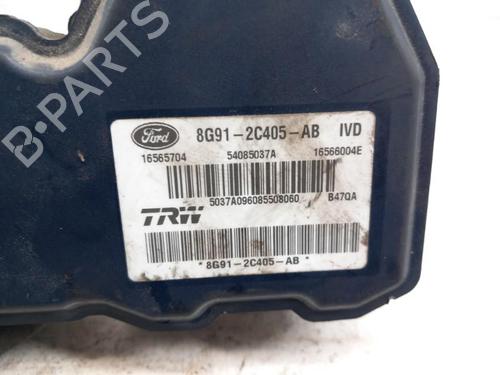 B-PARTS
Ford 8G91-2C405-AB IVD
16565704 54085037A 16566004E
5037A096085508060 B47QA
TRW
* 8G91-2C405-AB *